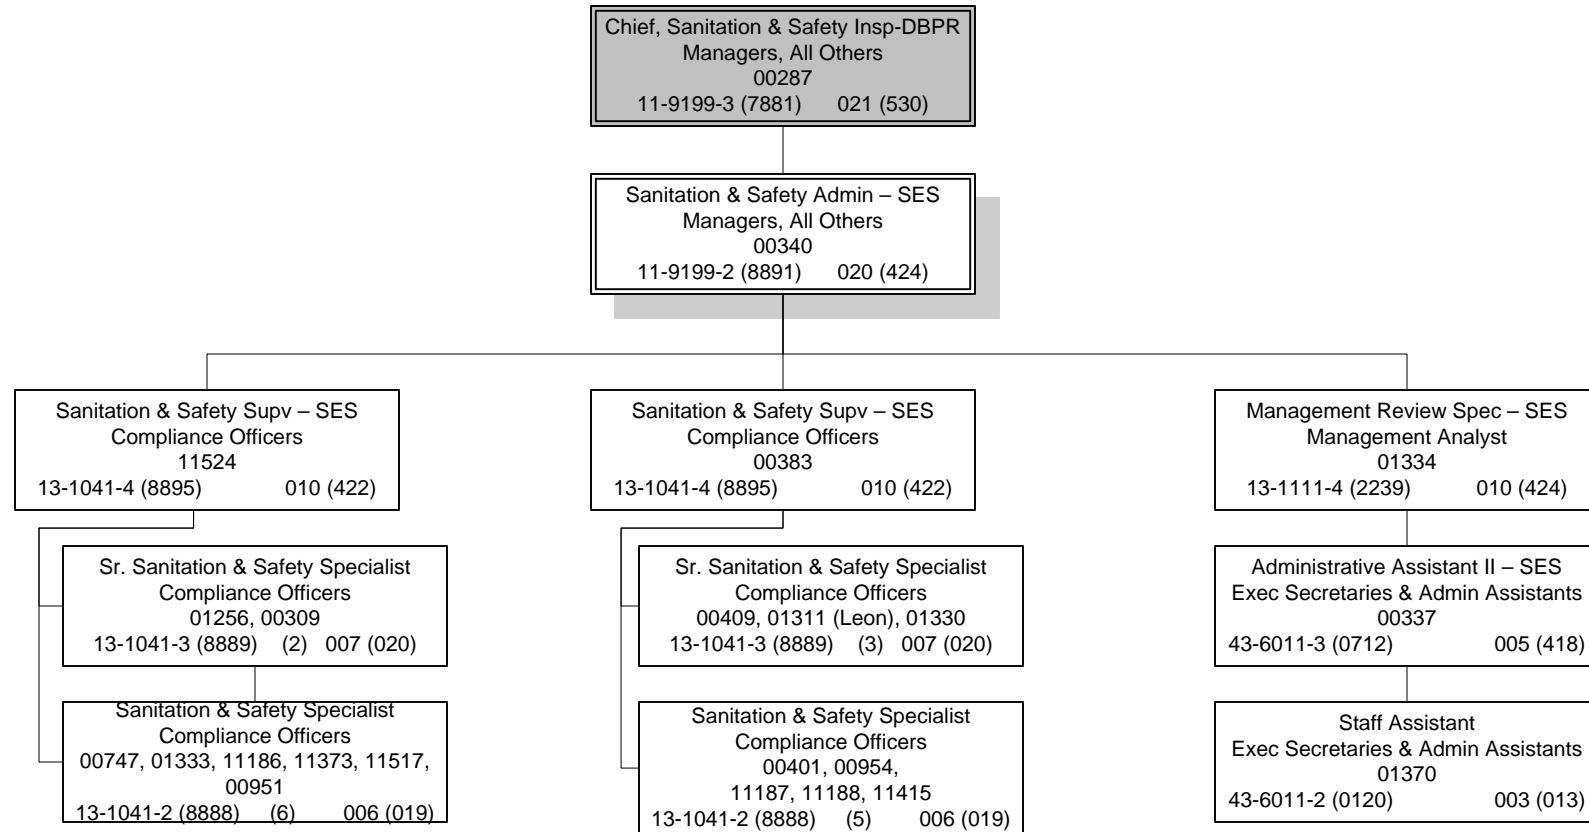 Chief, Sanitation & Safety Insp-DBPR
Managers, All Others
00287
11-9199-3 (7881) 021 (530)
Sanitation & Safety Admin – SES
Managers, All Others
00340
11-9199-2 (8891) 020 (424)
Sanitation & Safety Supv – SES
Compliance Officers
11524
13-1041-4 (8895) 010 (422)
Sr. Sanitation & Safety Specialist
Compliance Officers
01256, 00309
13-1041-3 (8889) (2) 007 (020)
Sanitation & Safety Specialist
Compliance Officers
00747, 01333, 11186, 11373, 11517,
00951
13-1041-2 (8888) (6) 006 (019)
Sanitation & Safety Supv – SES
Compliance Officers
00383
13-1041-4 (8895) 010 (422)
Sr. Sanitation & Safety Specialist
Compliance Officers
00409, 01311 (Leon), 01330
13-1041-3 (8889) (3) 007 (020)
Sanitation & Safety Specialist
Compliance Officers
00401, 00954,
11187, 11188, 11415
13-1041-2 (8888) (5) 006 (019)
Management Review Spec – SES
Management Analyst
01334
13-1111-4 (2239) 010 (424)
Administrative Assistant II – SES
Exec Secretaries & Admin Assistants
00337
43-6011-3 (0712) 005 (418)
Staff Assistant
Exec Secretaries & Admin Assistants
01370
43-6011-2 (0120) 003 (013)